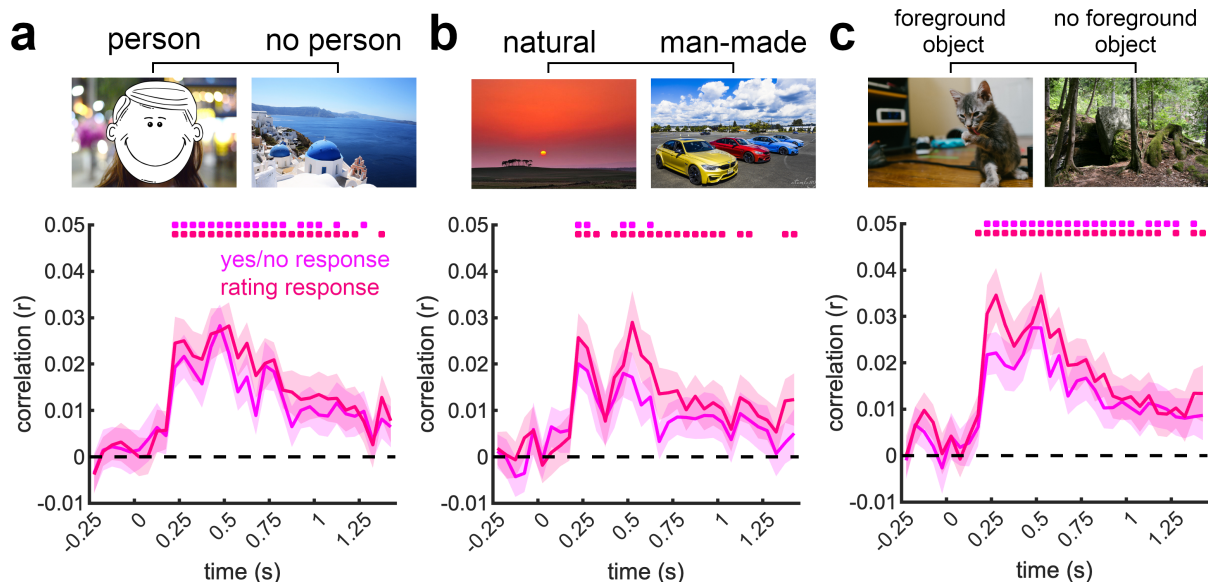 a
person
no person
b
natural
man-made
c
foreground
object
no foreground
object
0.05
0.04
0.03
0.02
0.01
0
-0.01
correlation (r)
yes/no response
rating response
-0.25
0
0.25
0.5
0.75
1
1.25
time (s)
0.05
0.04
0.03
0.02
0.01
0
-0.01
correlation (r)
-0.25
0
0.25
0.5
0.75
1
1.25
time (s)
0.05
0.04
0.03
0.02
0.01
0
-0.01
correlation (r)
-0.25
0
0.25
0.5
0.75
1
1.25
time (s)